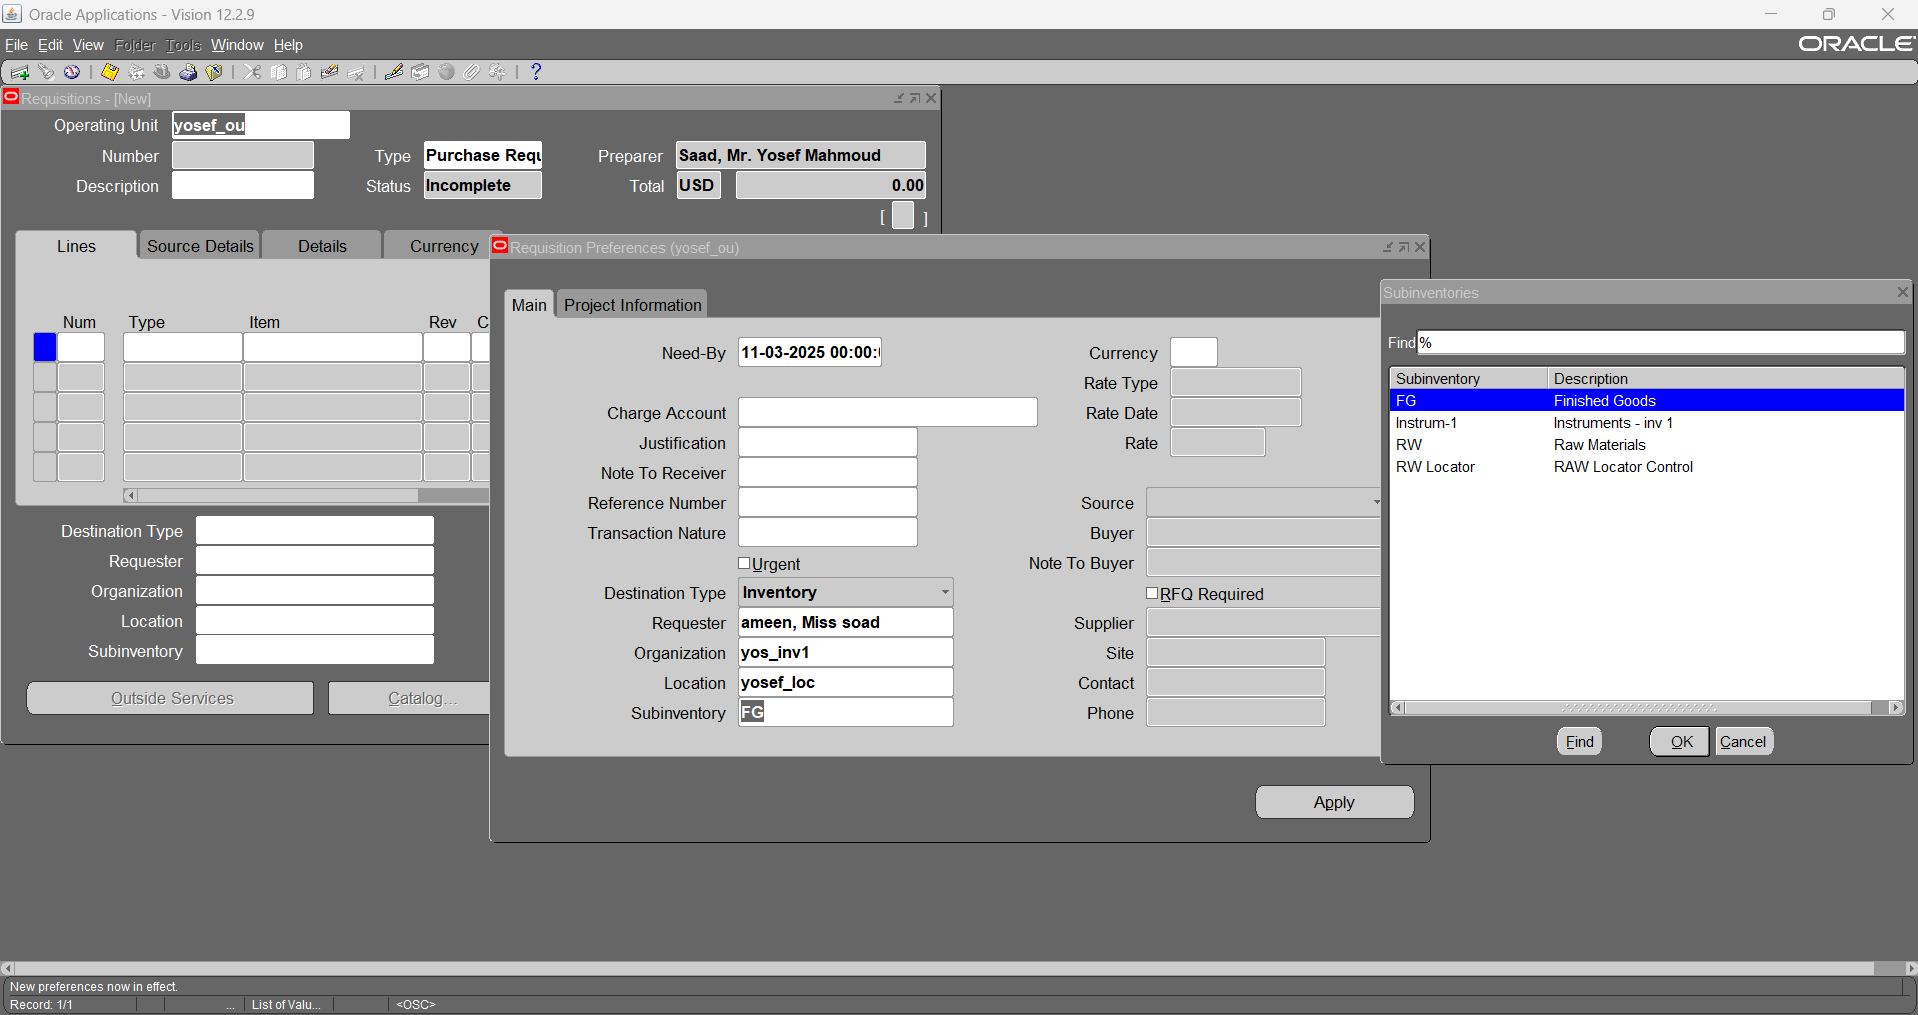 Oracle Applications - Vision 12.2.9
File Edit View Folder Tools Window Help
ORACLE
Requisitions - [New]
Operating Unit yosef_ou
Number Type Purchase Requ Preparer Saad, Mr. Yosef Mahmoud
Description Status Incomplete Total USD 0.00
[ ]
Lines Source Details Details Currency
Num Type Item Rev C
Destination Type
Requester
Organization
Location
Subinventory
Outside Services Catalog...
Requisition Preferences (yosef_ou)
Main Project Information
Need-By 11-03-2025 00:00:
Charge Account
Justification
Note To Receiver
Reference Number
Transaction Nature
Urgent
Destination Type Inventory
Requester ameen, Miss soad
Organization yos_inv1
Location yosef_loc
Subinventory FG
Currency
Rate Type
Rate Date
Rate
Source
Buyer
Note To Buyer
RFQ Required
Supplier
Site
Contact
Phone
Apply
Subinventories
Find %
Subinventory Description
FG Finished Goods
Instrum-1 Instruments - inv 1
RW Raw Materials
RW Locator RAW Locator Control
Find OK Cancel
New preferences now in effect.
Record: 1/1 ... List of Valu... <OSC>